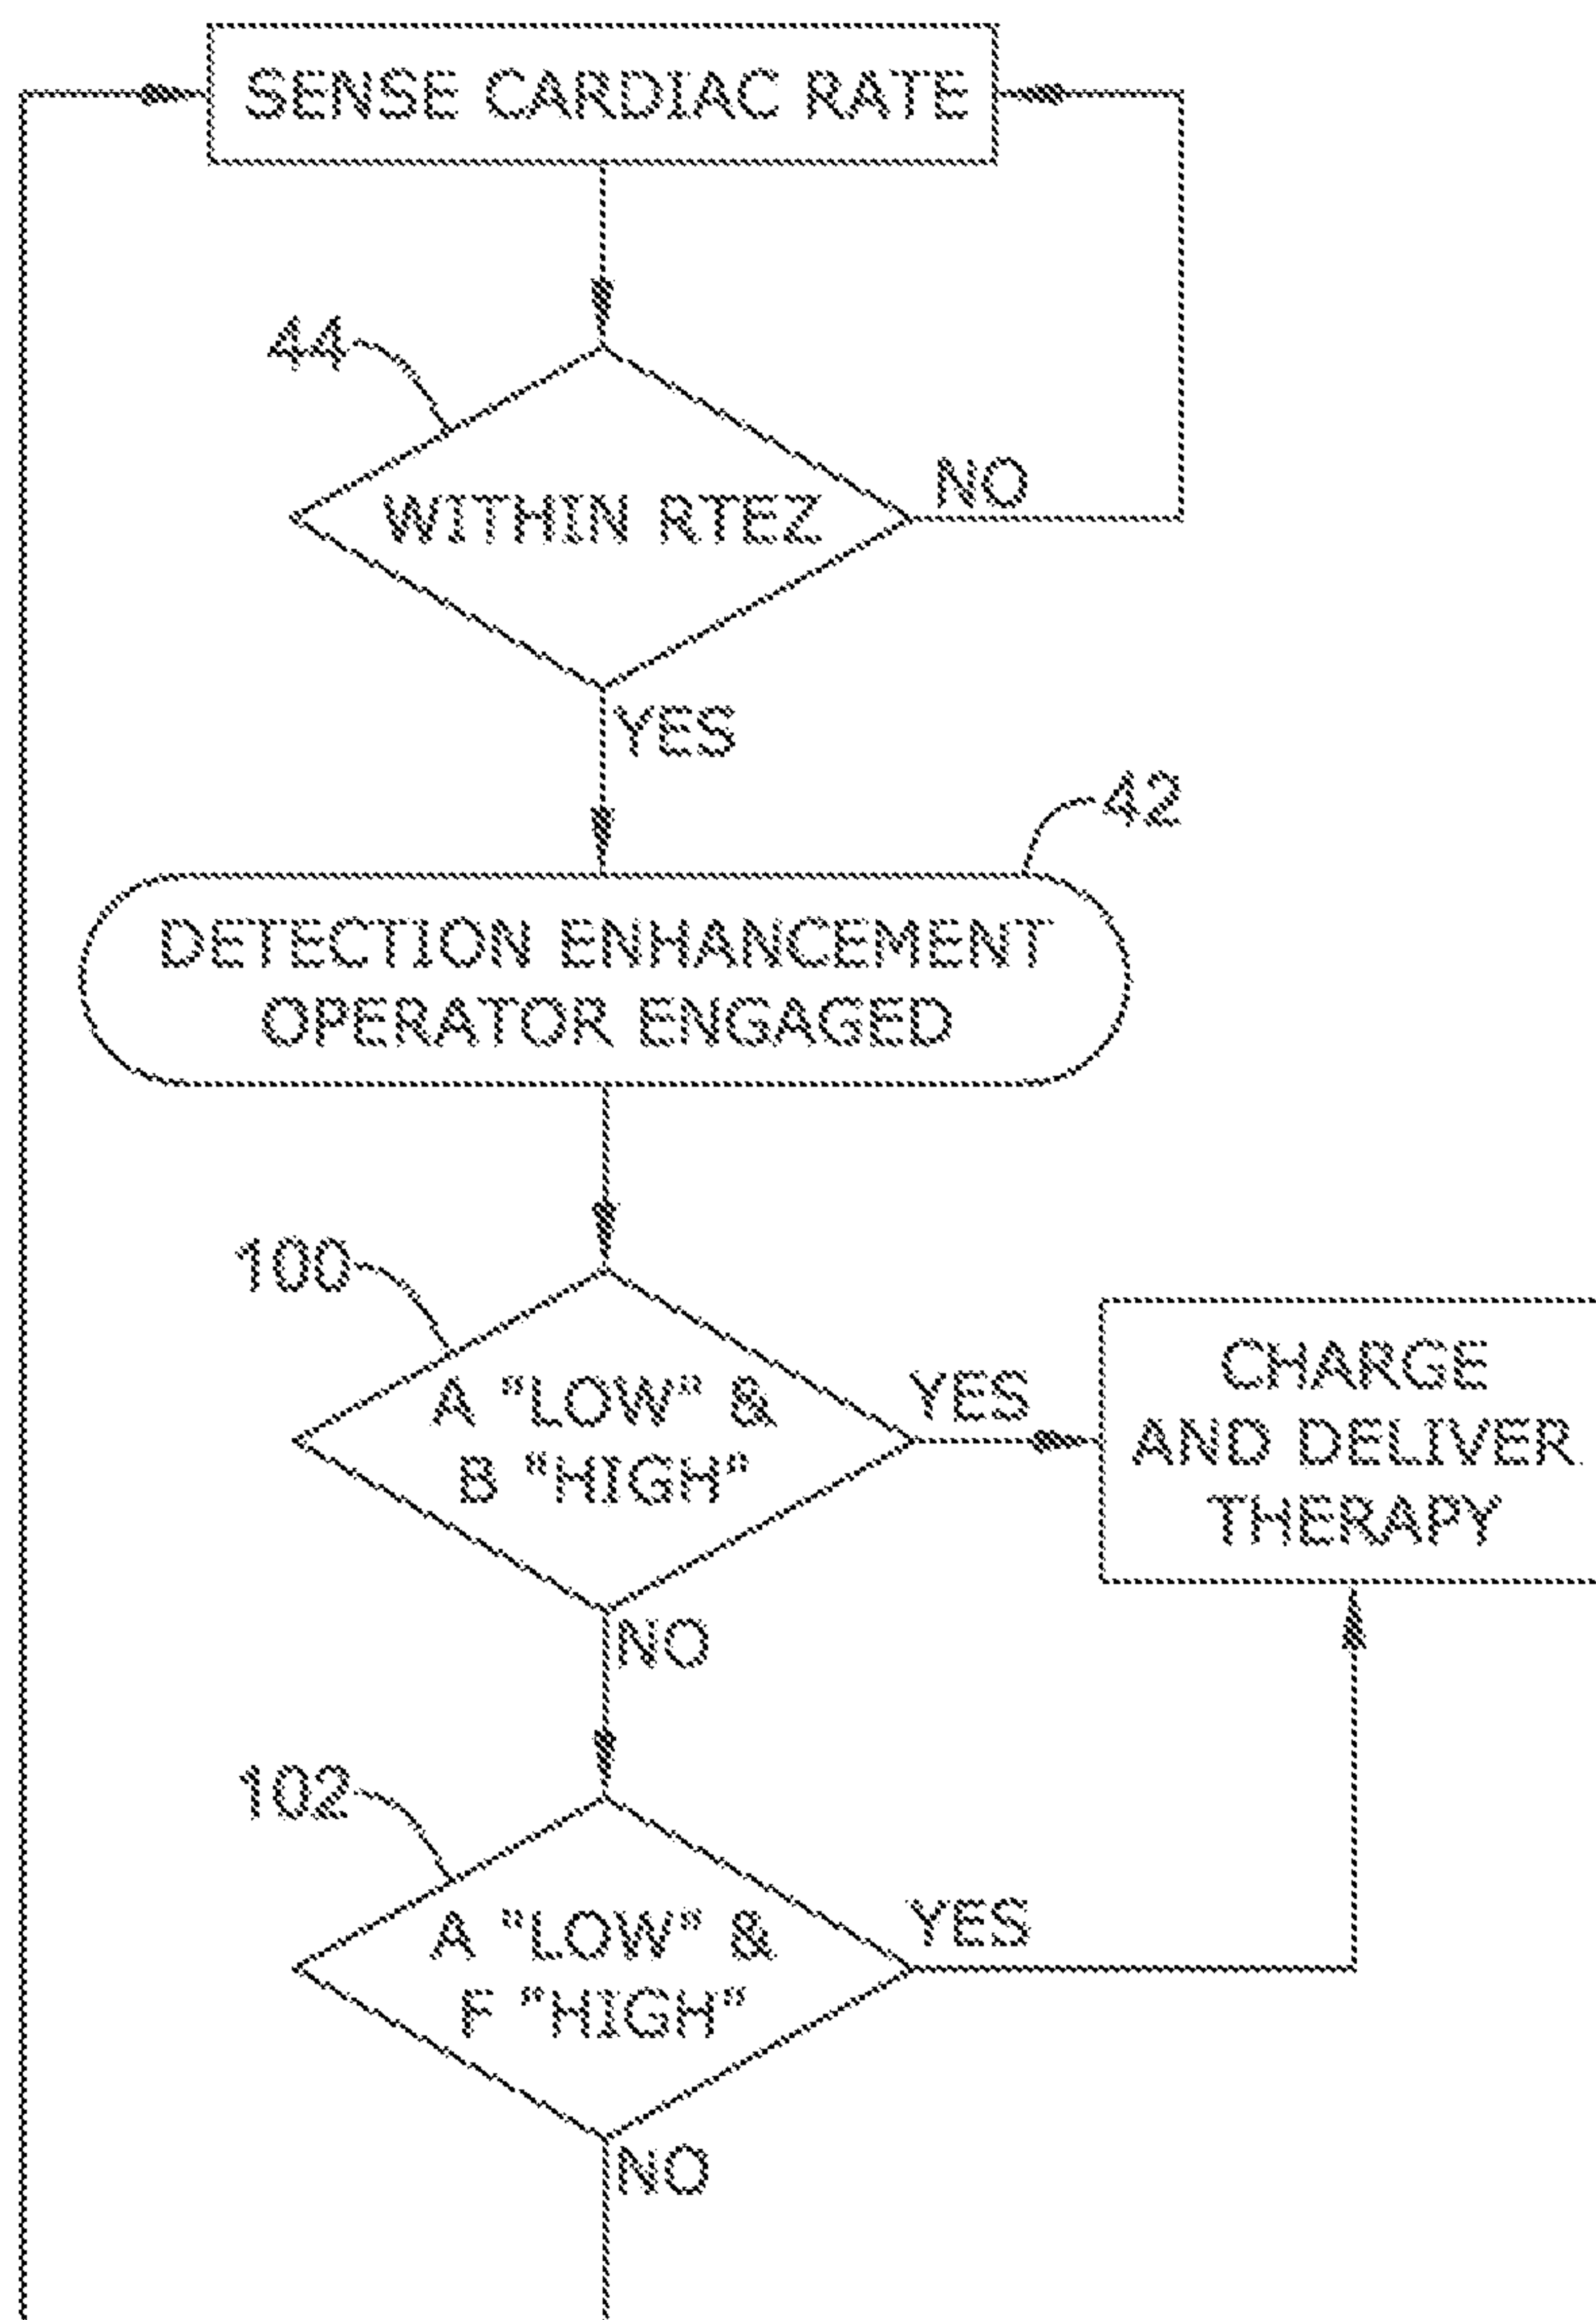 SENSE CARDIAC RATE
44
WITHIN RTEZ
NO
YES
42
DETECTION ENHANCEMENT
OPERATOR ENGAGED
100
A "LOW" &
B "HIGH"
YES
CHARGE
AND DELIVER
THERAPY
NO
102
A "LOW" &
F "HIGH"
YES
NO